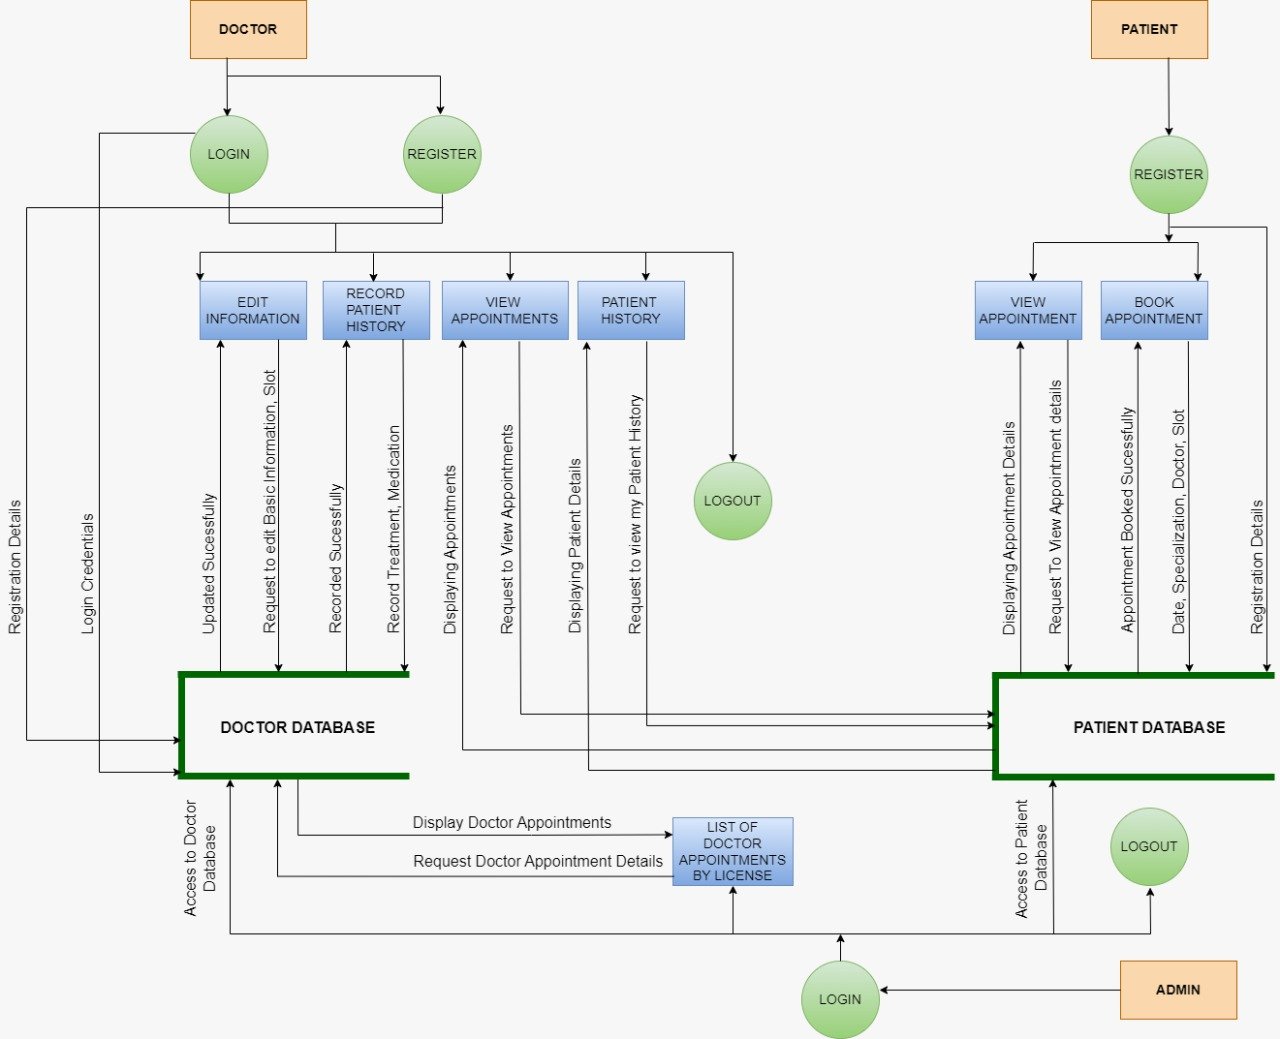 DOCTOR
PATIENT
LOGIN
REGISTER
REGISTER
EDIT
INFORMATION
RECORD
PATIENT
HISTORY
VIEW
APPOINTMENTS
PATIENT
HISTORY
VIEW
APPOINTMENT
BOOK
APPOINTMENT
LOGOUT
Registration Details
Login Credentials
Updated Sucessfully
Request to edit Basic Information, Slot
Recorded Sucessfully
Record Treatment, Medication
Displaying Appointments
Request to View Appointments
Displaying Patient Details
Request to view my Patient History
Displaying Appointment Details
Request To View Appointment details
Appointment Booked Sucessfully
Date, Specialization, Doctor, Slot
Registration Details
DOCTOR DATABASE
PATIENT DATABASE
Access to Doctor
Database
Display Doctor Appointments
Request Doctor Appointment Details
LIST OF
DOCTOR
APPOINTMENTS
BY LICENSE
Access to Patient
Database
LOGOUT
LOGIN
ADMIN